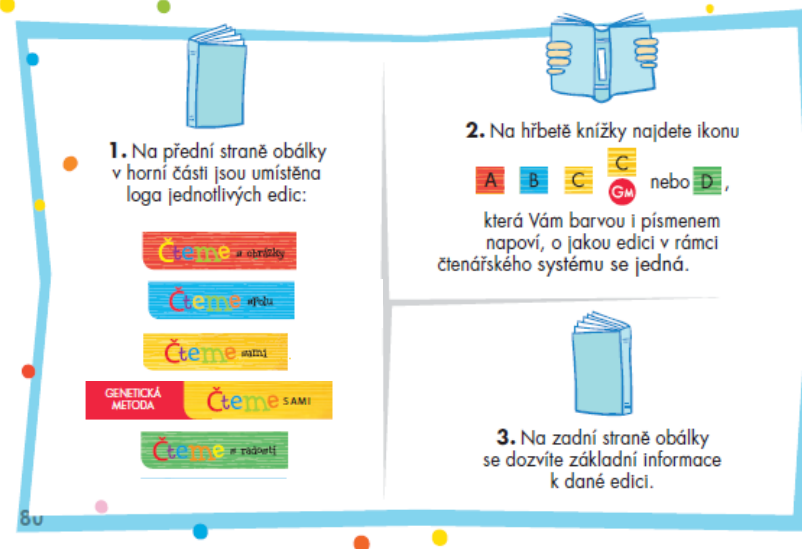 1. Na přední straně obálky
v horní části jsou umístěna
loga jednotlivých edic:
Čteme s obrázky
Čteme spolu
Čteme sami
GENETICKÁ
METODA
Čteme SAMI
Čteme s radostí
80
2. Na hřbetě knížky najdete ikonu
A B C C GM nebo D ,
která Vám barvou i písmenem
napoví, o jakou edici v rámci
čtenářského systému se jedná.
3. Na zadní straně obálky
se dozvíte základní informace
k dané edici.